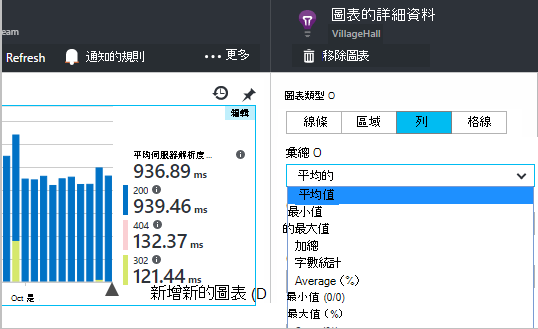 eam
Refresh
通知的規則
••• 更多
編輯
平均伺服器解析度...
936.89 ms
200
939.46 ms
404
132.37 ms
302
121.44 ms
Oct 是
新增新的圖表 (D
圖表的詳細資料
VillageHall
移除圖表
圖表類型 O
線條 區域 列 格線
彙總 O
平均的
平均值
最小值
的最大值
加總
字數統計
Average (%)
最小值 (0/0)
最大值 (%)